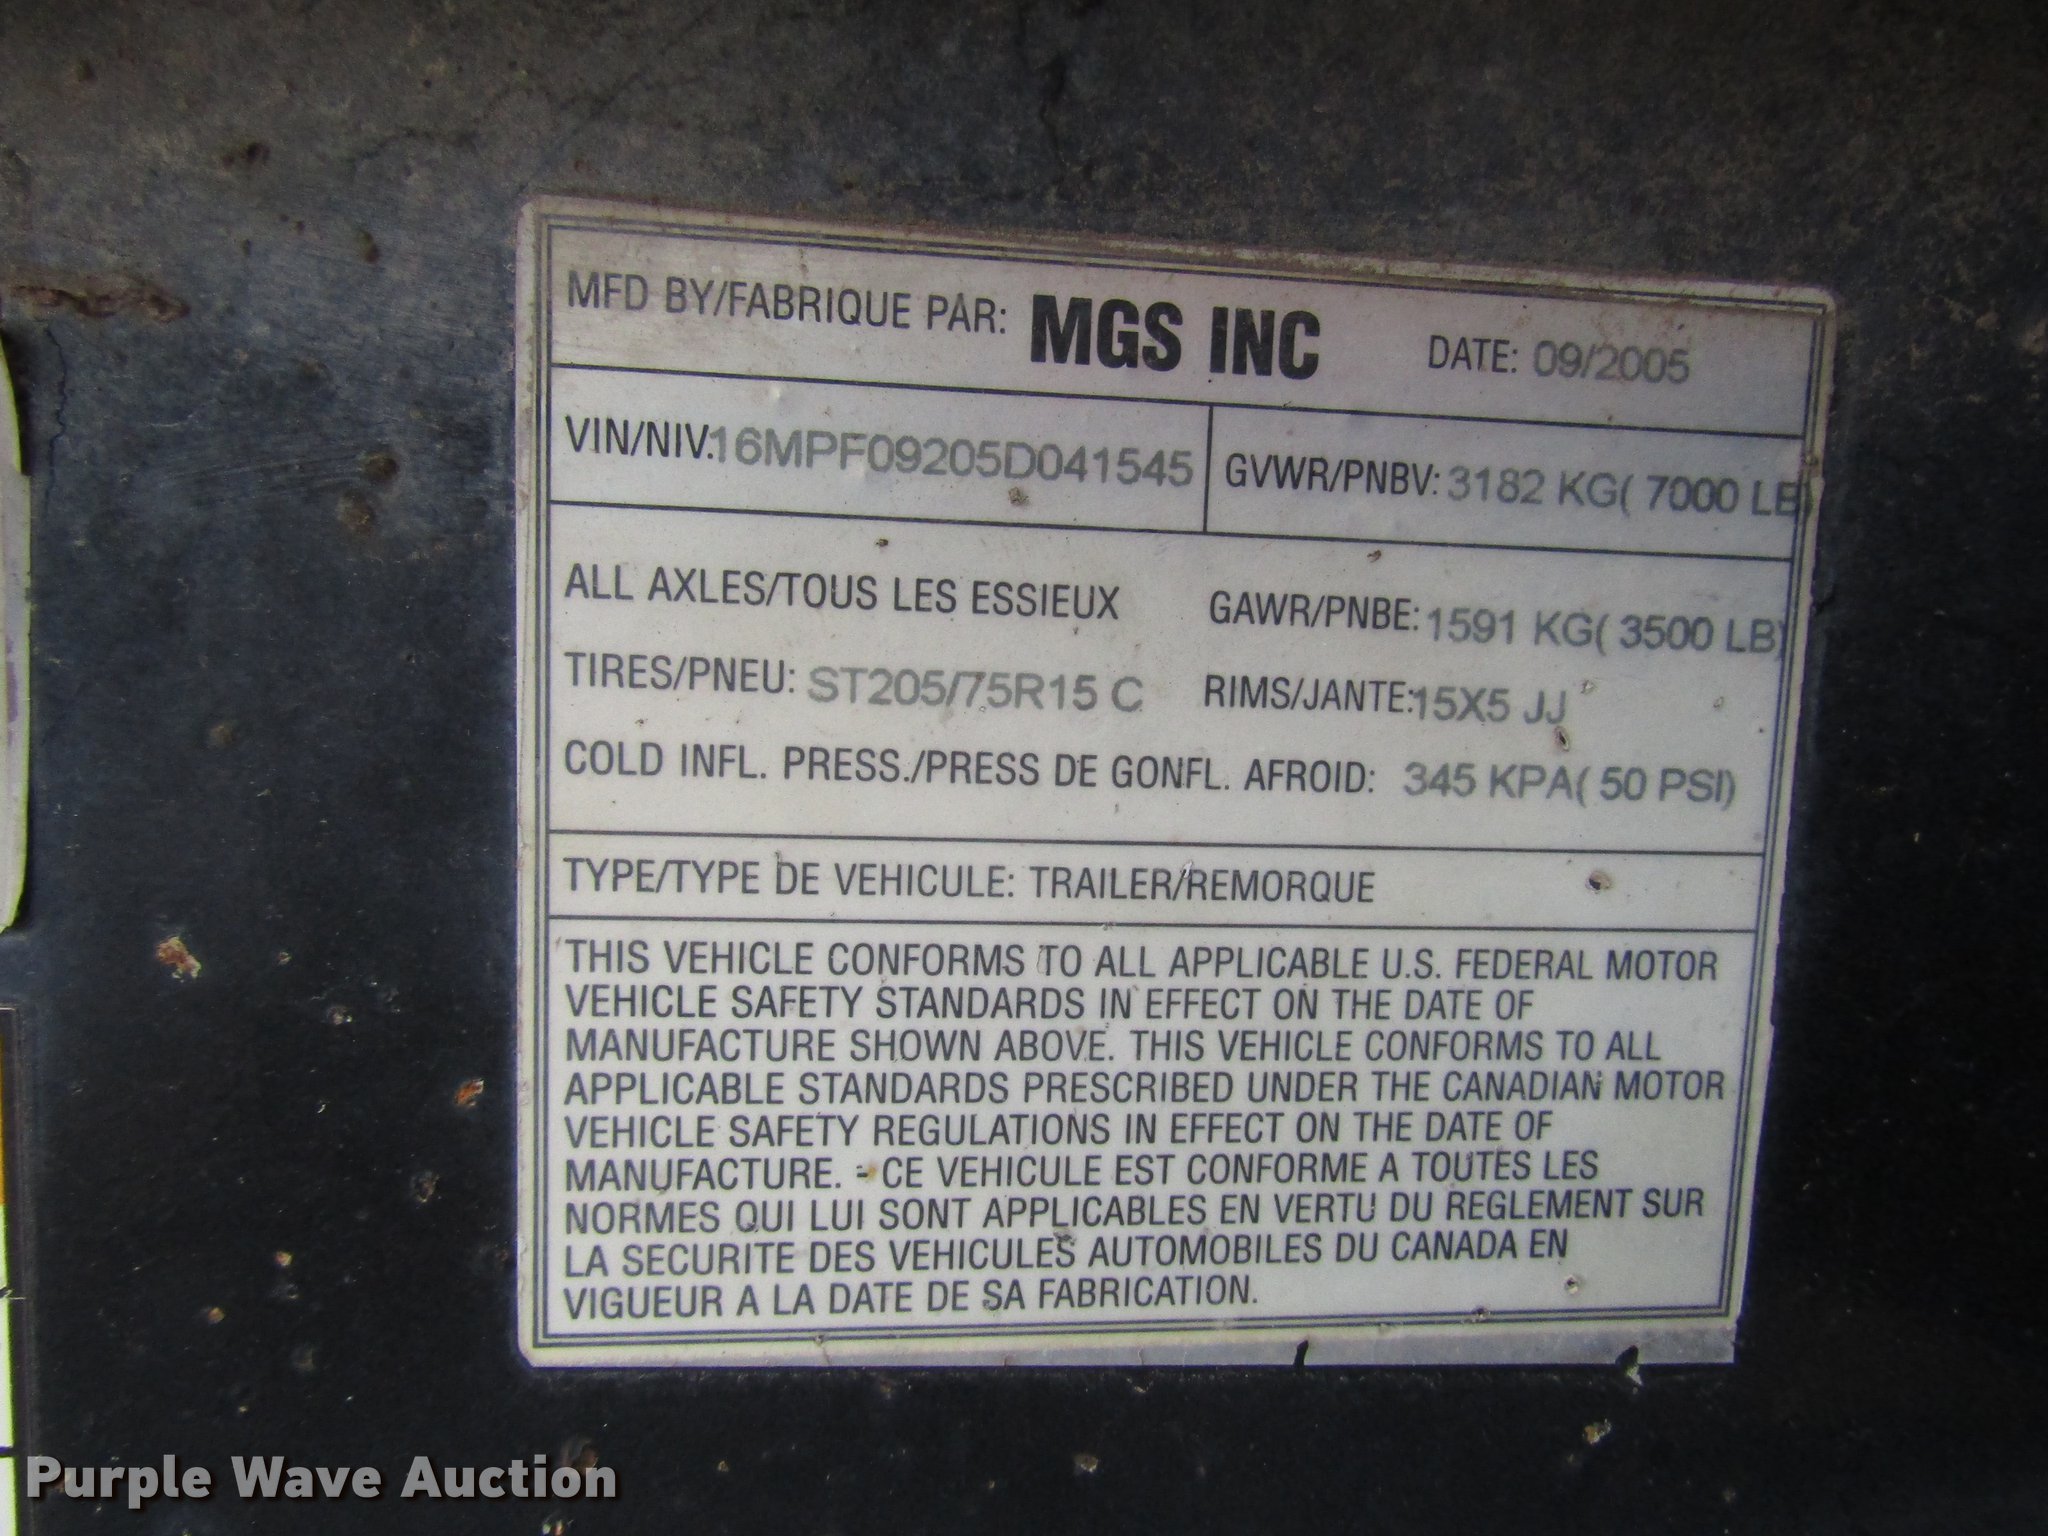 MFD BY/FABRIQUE PAR: MGS INC DATE: 09/2005
VIN/NIV: 16MPF09205D041545 GVWR/PNBV: 3182 KG( 7000 LB)
ALL AXLES/TOUS LES ESSIEUX GAWR/PNBE: 1591 KG( 3500 LB)
TIRES/PNEU: ST205/75R15 C RIMS/JANTE: 15X5 JJ
COLD INFL. PRESS./PRESS DE GONFL. AFROID: 345 KPA( 50 PSI)
TYPE/TYPE DE VEHICULE: TRAILER/REMORQUE
THIS VEHICLE CONFORMS TO ALL APPLICABLE U.S. FEDERAL MOTOR
VEHICLE SAFETY STANDARDS IN EFFECT ON THE DATE OF
MANUFACTURE SHOWN ABOVE. THIS VEHICLE CONFORMS TO ALL
APPLICABLE STANDARDS PRESCRIBED UNDER THE CANADIAN MOTOR
VEHICLE SAFETY REGULATIONS IN EFFECT ON THE DATE OF
MANUFACTURE. - CE VEHICULE EST CONFORME A TOUTES LES
NORMES QUI LUI SONT APPLICABLES EN VERTU DU REGLEMENT SUR
LA SECURITE DES VEHICULES AUTOMOBILES DU CANADA EN
VIGUEUR A LA DATE DE SA FABRICATION.
Purple Wave Auction